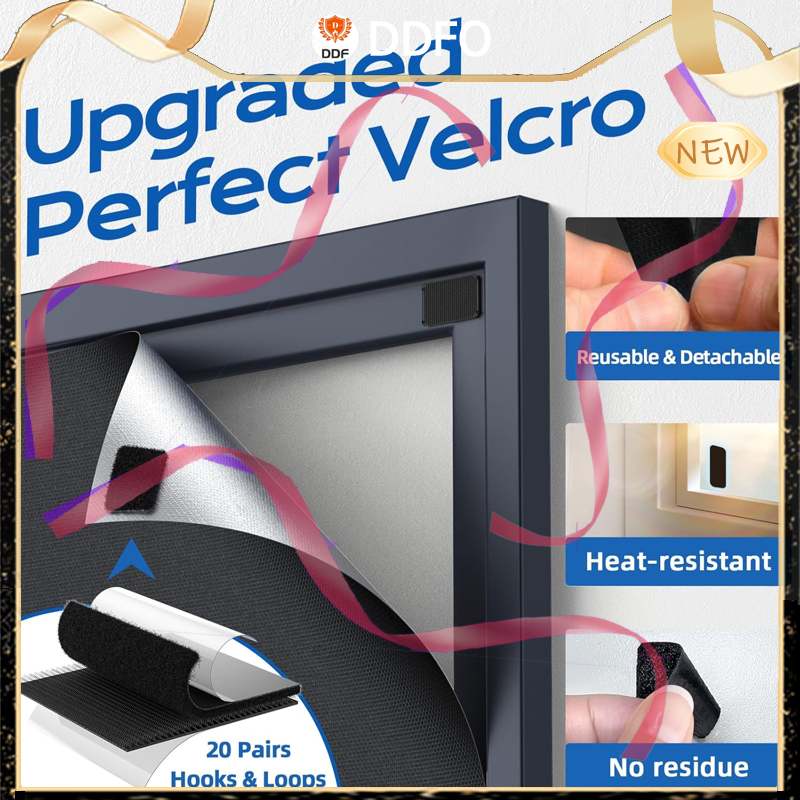 DDF
DDFO
Upgraded
Perfect Velcro
NEW
Reusable & Detachable
Heat-resistant
No residue
20 Pairs
Hooks & Loops